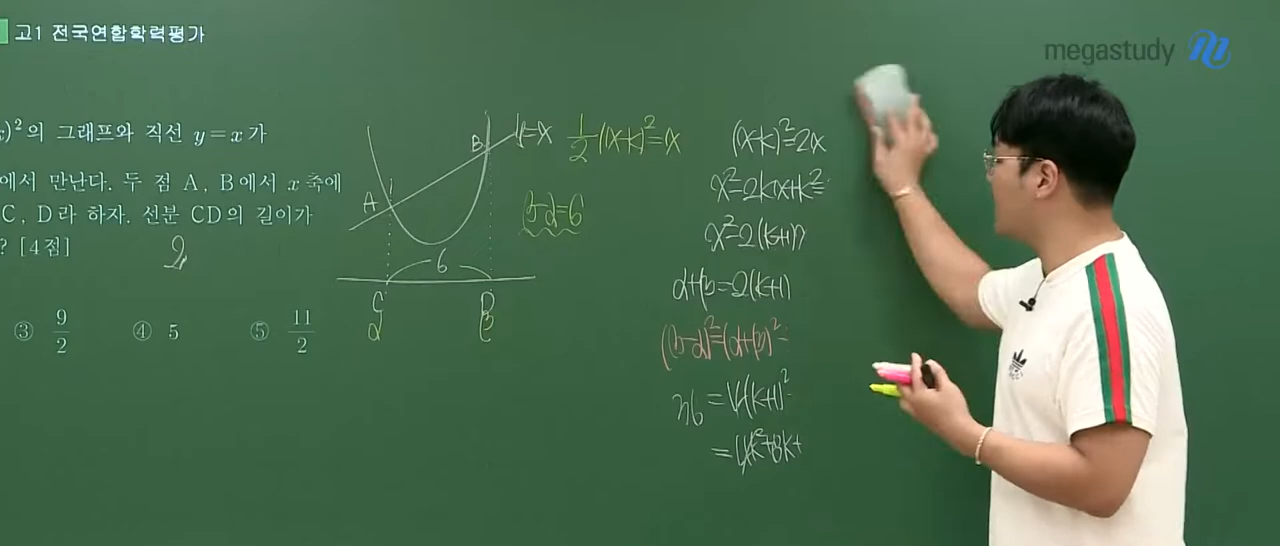 고1 전국연합학력평가
megastudy
)²의 그래프와 직선 y=x가
에서 만난다. 두 점 A, B에서 x축에
C, D라 하자. 선분 CD의 길이가
? [4점]
③ 9/2 ④ 5 ⑤ 11/2
y=x
A
B
6
C
α
β
1/2(x-k)²=x
β-α=6
(x-k)²=2x
x²-2kx+k²=
x²-2(k+1)
α+β=2(k+1)
(β-α)²=(α+β)²-
36=4(k+1)²-
=4k²+8k+